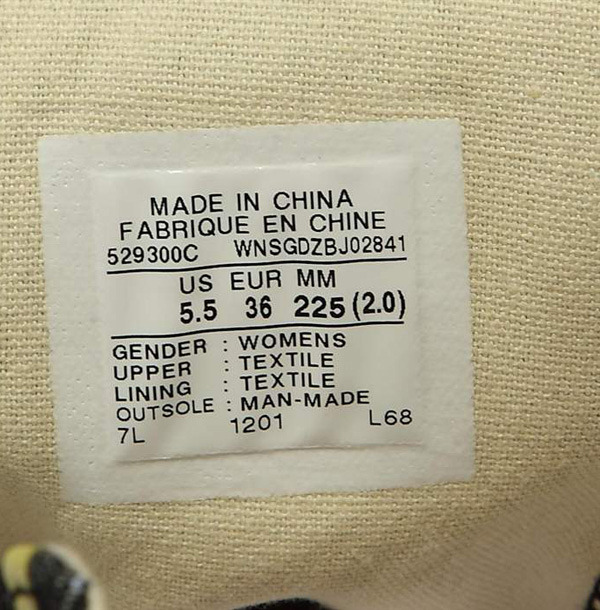 MADE IN CHINA
FABRIQUE EN CHINE
529300C WNSGDZBJ02841
US EUR MM
5.5 36 225 (2.0)
GENDER : WOMENS
UPPER : TEXTILE
LINING : TEXTILE
OUTSOLE : MAN-MADE
7L 1201 L68